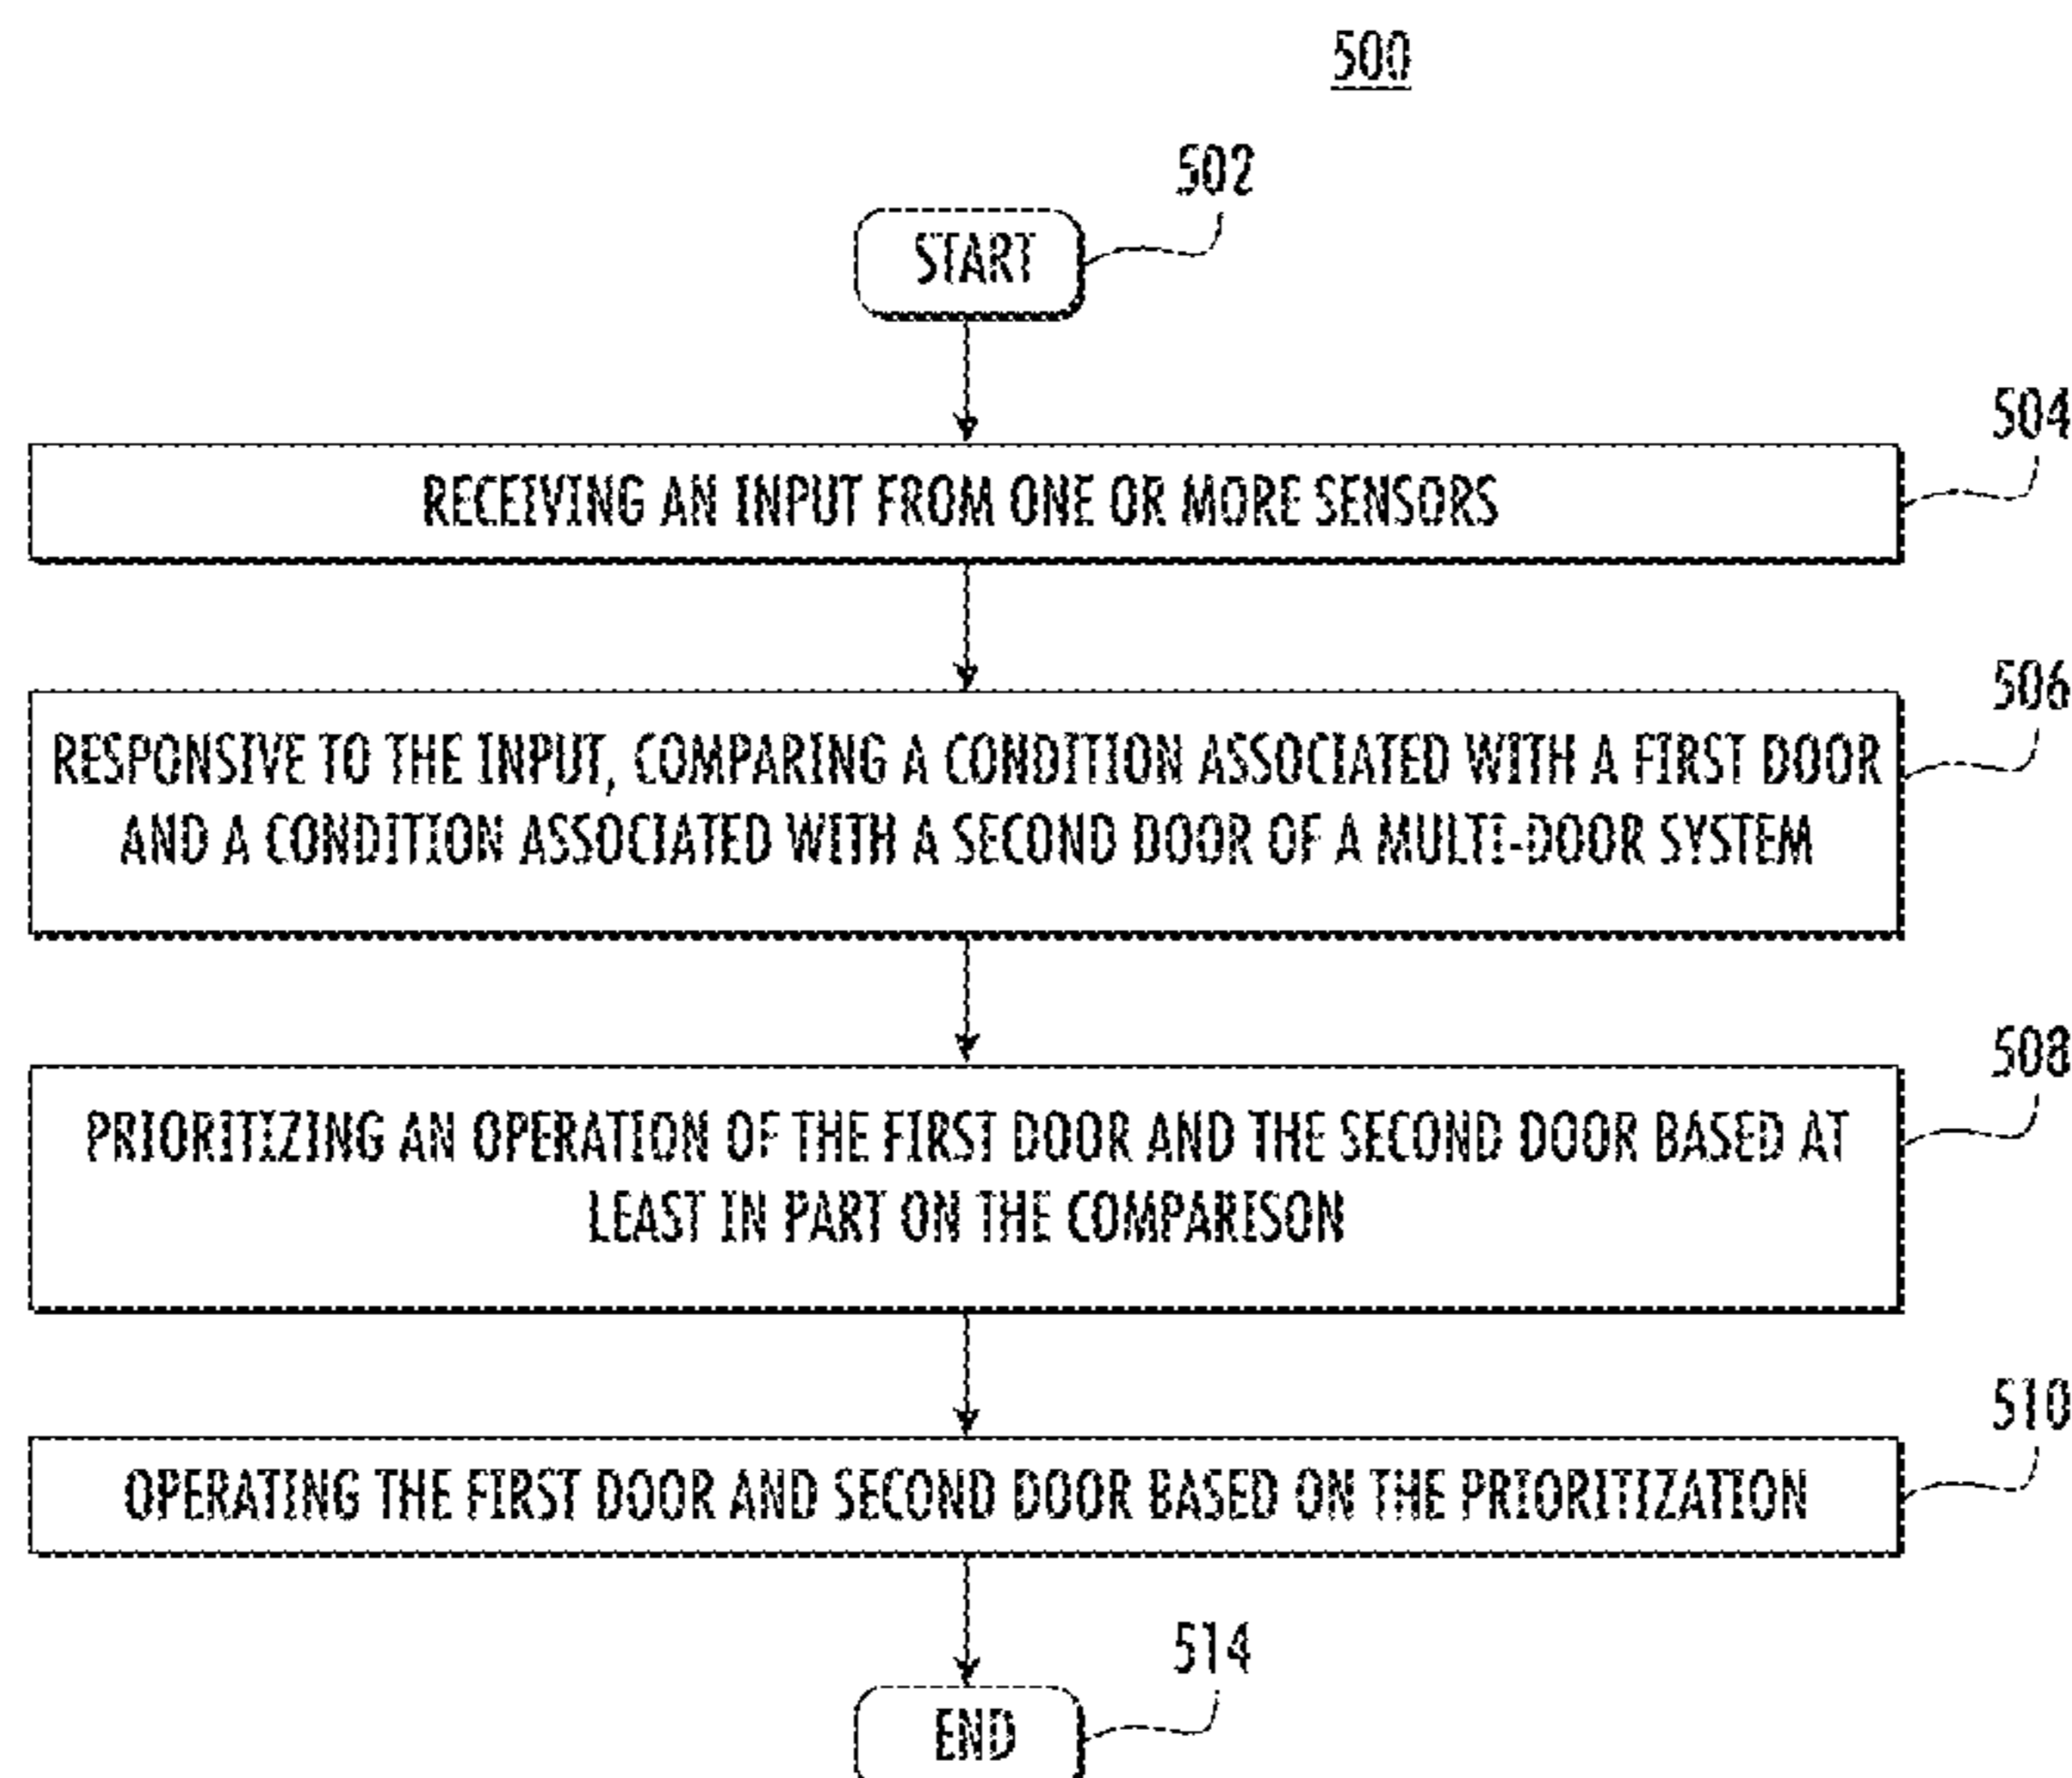 500
502
START
504
RECEIVING AN INPUT FROM ONE OR MORE SENSORS
506
RESPONSIVE TO THE INPUT, COMPARING A CONDITION ASSOCIATED WITH A FIRST DOOR
AND A CONDITION ASSOCIATED WITH A SECOND DOOR OF A MULTI-DOOR SYSTEM
508
PRIORITIZING AN OPERATION OF THE FIRST DOOR AND THE SECOND DOOR BASED AT
LEAST IN PART ON THE COMPARISON
510
OPERATING THE FIRST DOOR AND SECOND DOOR BASED ON THE PRIORITIZATION
514
END